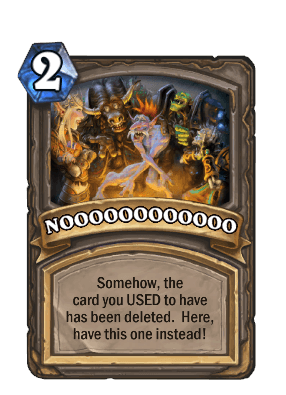 2
NOOOOOOOOOOOO
Somehow, the
card you USED to have
has been deleted.  Here,
have this one instead!